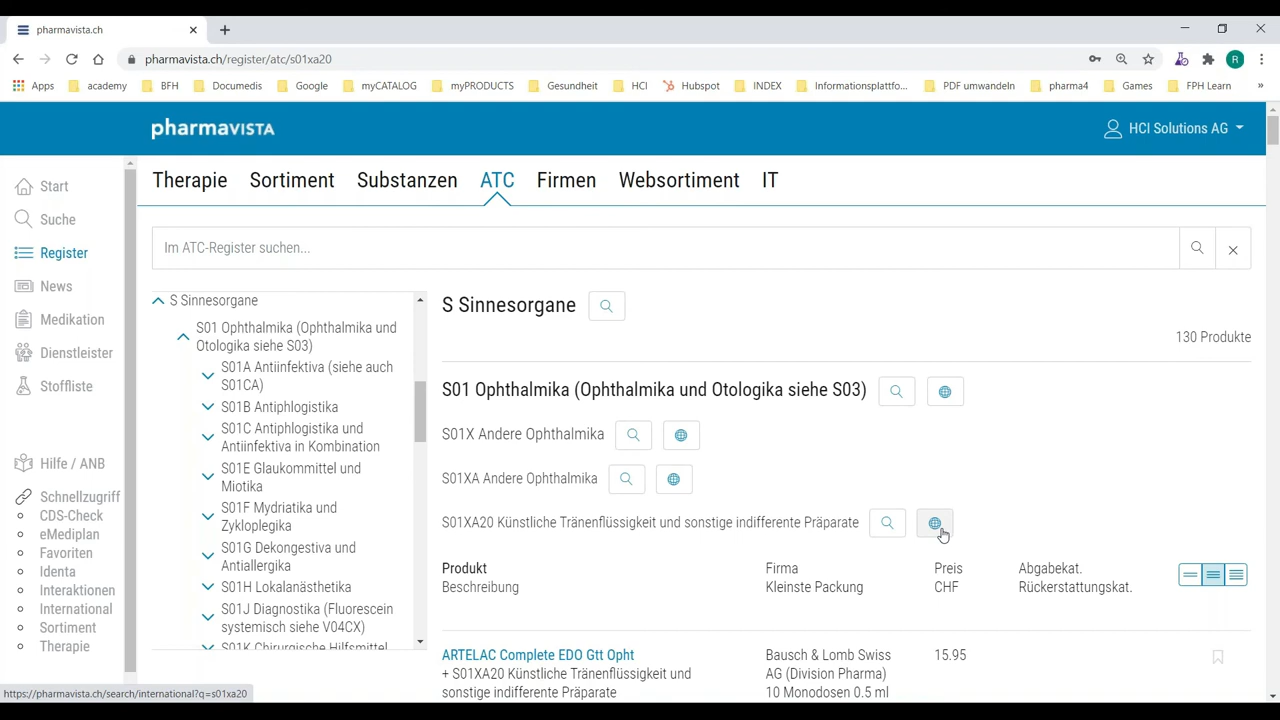 pharmavista.ch
pharmavista.ch/register/atc/s01xa20
R
Apps academy BFH Documedis Google myCATALOG myPRODUCTS Gesundheit HCI Hubspot INDEX Informationsplattfo... PDF umwandeln pharma4 Games FPH Learn »
pharmaVISTA
HCI Solutions AG
Start
Suche
Register
News
Medikation
Dienstleister
Stoffliste
Hilfe / ANB
Schnellzugriff
CDS-Check
eMediplan
Favoriten
Identa
Interaktionen
International
Sortiment
Therapie
Therapie Sortiment Substanzen ATC Firmen Websortiment IT
Im ATC-Register suchen...
S Sinnesorgane
S01 Ophthalmika (Ophthalmika und
Otologika siehe S03)
S01A Antiinfektiva (siehe auch
S01CA)
S01B Antiphlogistika
S01C Antiphlogistika und
Antiinfektiva in Kombination
S01E Glaukommittel und
Miotika
S01F Mydriatika und
Zykloplegika
S01G Dekongestiva und
Antiallergika
S01H Lokalanästhetika
S01J Diagnostika (Fluorescein
systemisch siehe V04CX)
S01K Chirurgische Hilfsmittel
S Sinnesorgane
130 Produkte
S01 Ophthalmika (Ophthalmika und Otologika siehe S03)
S01X Andere Ophthalmika
S01XA Andere Ophthalmika
S01XA20 Künstliche Tränenflüssigkeit und sonstige indifferente Präparate
Produkt Firma Preis Abgabekat.
Beschreibung Kleinste Packung CHF Rückerstattungskat.
ARTELAC Complete EDO Gtt Opht Bausch & Lomb Swiss 15.95
+ S01XA20 Künstliche Tränenflüssigkeit und AG (Division Pharma)
sonstige indifferente Präparate 10 Monodosen 0.5 ml
https://pharmavista.ch/search/international?q=s01xa20